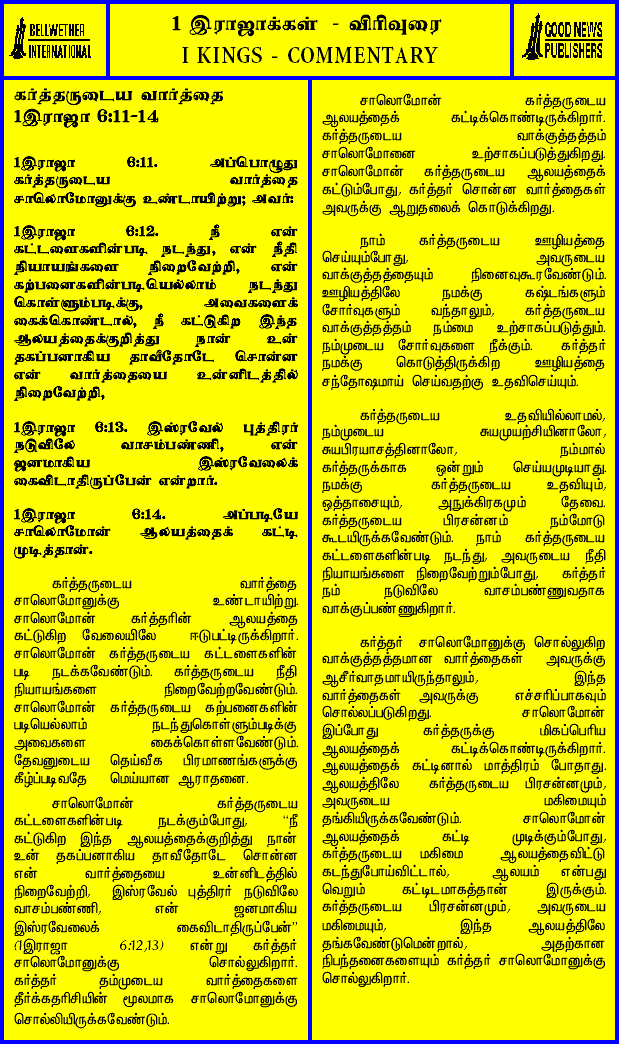 BELLWETHER
INTERNATIONAL
1 இராஜாக்கள் - விரிவுரை
I KINGS - COMMENTARY
GOOD NEWS
PUBLISHERS
கர்த்தருடைய வார்த்தை
1இராஜா 6:11-14
1இராஜா 6:11. அப்பொழுது
கர்த்தருடைய வார்த்தை
சாலொமோனுக்கு உண்டாயிற்று; அவர்:
1இராஜா 6:12. நீ என்
கட்டளைகளின்படி நடந்து, என் நீதி
நியாயங்களை நிறைவேற்றி, என்
கற்பனைகளின்படியெல்லாம் நடந்து
கொள்ளும்படிக்கு, அவைகளைக்
கைக்கொண்டால், நீ கட்டுகிற இந்த
ஆலயத்தைக்குறித்து நான் உன்
தகப்பனாகிய தாவீதோடே சொன்ன
என் வார்த்தையை உன்னிடத்தில்
நிறைவேற்றி,
1இராஜா 6:13. இஸ்ரவேல் புத்திரர்
நடுவிலே வாசம்பண்ணி, என்
ஜனமாகிய இஸ்ரவேலைக்
கைவிடாதிருப்பேன் என்றார்.
1இராஜா 6:14. அப்படியே
சாலொமோன் ஆலயத்தைக் கட்டி
முடித்தான்.
கர்த்தருடைய வார்த்தை
சாலொமோனுக்கு உண்டாயிற்று.
சாலொமோன் கர்த்தரின் ஆலயத்தை
கட்டுகிற வேலையிலே ஈடுபட்டிருக்கிறார்.
சாலொமோன் கர்த்தருடைய கட்டளைகளின்
படி நடக்கவேண்டும். கர்த்தருடைய நீதி
நியாயங்களை நிறைவேற்றவேண்டும்.
சாலொமோன் கர்த்தருடைய கற்பனைகளின்
படியெல்லாம் நடந்துகொள்ளும்படிக்கு
அவைகளை கைக்கொள்ளவேண்டும்.
தேவனுடைய தெய்வீக பிரமாணங்களுக்கு
கீழ்ப்படிவதே மெய்யான ஆராதனை.
சாலொமோன் கர்த்தருடைய
கட்டளைகளின்படி நடக்கும்போது, “நீ
கட்டுகிற இந்த ஆலயத்தைக்குறித்து நான்
உன் தகப்பனாகிய தாவீதோடே சொன்ன
என் வார்த்தையை உன்னிடத்தில்
நிறைவேற்றி, இஸ்ரவேல் புத்திரர் நடுவிலே
வாசம்பண்ணி, என் ஜனமாகிய
இஸ்ரவேலைக் கைவிடாதிருப்பேன்”
(1இராஜா 6:12,13) என்று கர்த்தர்
சாலொமோனுக்கு சொல்லுகிறார்.
கர்த்தர் தம்முடைய வார்த்தைகளை
தீர்க்கதரிசியின் மூலமாக சாலொமோனுக்கு
சொல்லியிருக்கவேண்டும்.
சாலொமோன் கர்த்தருடைய
ஆலயத்தைக் கட்டிக்கொண்டிருக்கிறார்.
கர்த்தருடைய வாக்குத்தத்தம்
சாலொமோனை உற்சாகப்படுத்துகிறது.
சாலொமோன் கர்த்தருடைய ஆலயத்தைக்
கட்டும்போது, கர்த்தர் சொன்ன வார்த்தைகள்
அவருக்கு ஆறுதலைக் கொடுக்கிறது.
நாம் கர்த்தருடைய ஊழியத்தை
செய்யும்போது, அவருடைய
வாக்குத்தத்தையும் நினைவுகூரவேண்டும்.
ஊழியத்திலே நமக்கு கஷ்டங்களும்
சோர்வுகளும் வந்தாலும், கர்த்தருடைய
வாக்குத்தத்தம் நம்மை உற்சாகப்படுத்தும்.
நம்முடைய சோர்வுகளை நீக்கும். கர்த்தர்
நமக்கு கொடுத்திருக்கிற ஊழியத்தை
சந்தோஷமாய் செய்வதற்கு உதவிசெய்யும்.
கர்த்தருடைய உதவியில்லாமல்,
நம்முடைய சுயமுயற்சியினாலோ,
சுயபிரயாசத்தினாலோ, நம்மால்
கர்த்தருக்காக ஒன்றும் செய்யமுடியாது.
நமக்கு கர்த்தருடைய உதவியும்,
ஒத்தாசையும், அநுக்கிரகமும் தேவை.
கர்த்தருடைய பிரசன்னம் நம்மோடு
கூடயிருக்கவேண்டும். நாம் கர்த்தருடைய
கட்டளைகளின்படி நடந்து, அவருடைய நீதி
நியாயங்களை நிறைவேற்றும்போது, கர்த்தர்
நம் நடுவிலே வாசம்பண்ணுவதாக
வாக்குப்பண்ணுகிறார்.
கர்த்தர் சாலொமோனுக்கு சொல்லுகிற
வாக்குத்தத்தமான வார்த்தைகள் அவருக்கு
ஆசீர்வாதமாயிருந்தாலும், இந்த
வார்த்தைகள் அவருக்கு எச்சரிப்பாகவும்
சொல்லப்படுகிறது. சாலொமோன்
இப்போது கர்த்தருக்கு மிகப்பெரிய
ஆலயத்தைக் கட்டிக்கொண்டிருக்கிறார்.
ஆலயத்தைக் கட்டினால் மாத்திரம் போதாது.
ஆலயத்திலே கர்த்தருடைய பிரசன்னமும்,
அவருடைய மகிமையும்
தங்கியிருக்கவேண்டும். சாலொமோன்
ஆலயத்தைக் கட்டி முடிக்கும்போது,
கர்த்தருடைய மகிமை ஆலயத்தைவிட்டு
கடந்துபோய்விட்டால், ஆலயம் என்பது
வெறும் கட்டிடமாகத்தான் இருக்கும்.
கர்த்தருடைய பிரசன்னமும், அவருடைய
மகிமையும், இந்த ஆலயத்திலே
தங்கவேண்டுமென்றால், அதற்கான
நிபந்தனைகளையும் கர்த்தர் சாலொமோனுக்கு
சொல்லுகிறார்.